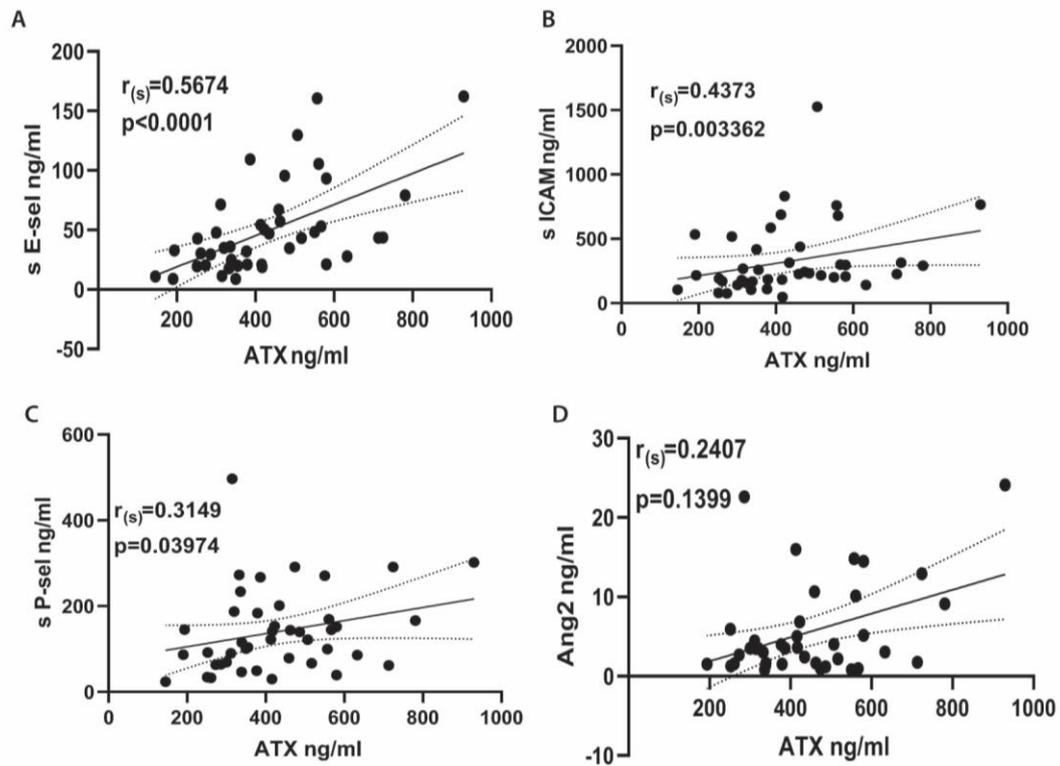 A
r(s)=0.5674
p<0.0001
s E-sel ng/ml
200
150
100
50
0
-50
200 400 600 800 1000
ATX ng/ml
B
r(s)=0.4373
p=0.003362
s ICAM ng/ml
2000
1500
1000
500
0
0 200 400 600 800 1000
ATX ng/ml
C
r(s)=0.3149
p=0.03974
s P-sel ng/ml
600
400
200
0
0 200 400 600 800 1000
ATX ng/ml
D
r(s)=0.2407
p=0.1399
Ang2 ng/ml
30
20
10
0
-10
200 400 600 800 1000
ATX ng/ml